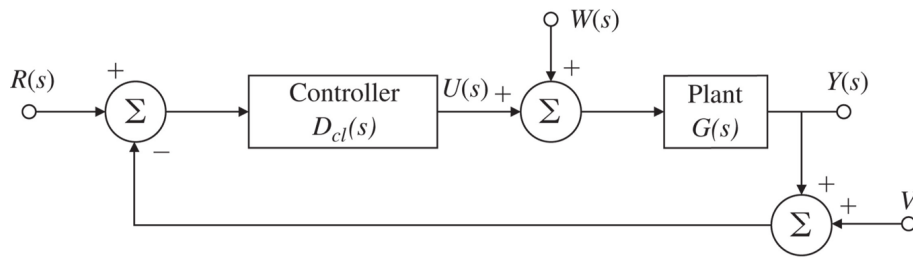 W(s)
R(s)
+
Σ
−
Controller
D_cl(s)
U(s)
+
+
Σ
Plant
G(s)
Y(s)
+
+
Σ
V